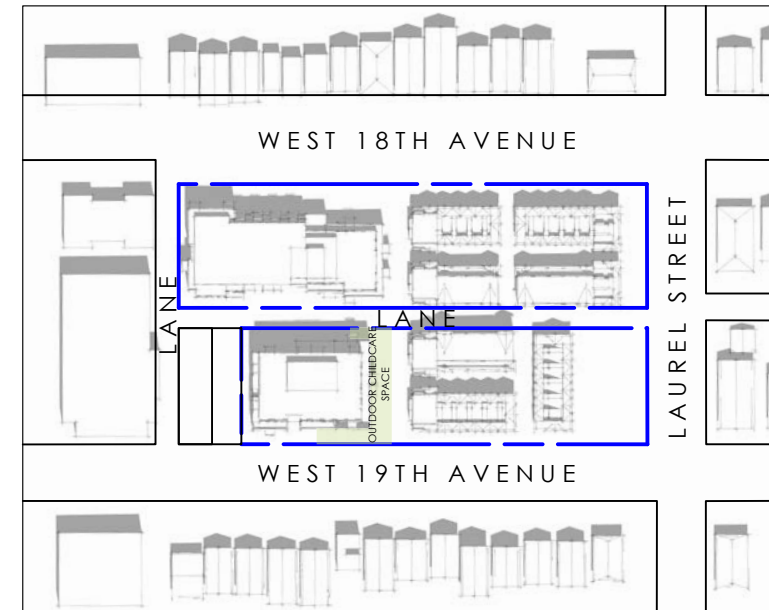 WEST 18TH AVENUE
LAUREL STREET
LANE
LANE
OUTDOOR CHILDCARE
SPACE
WEST 19TH AVENUE